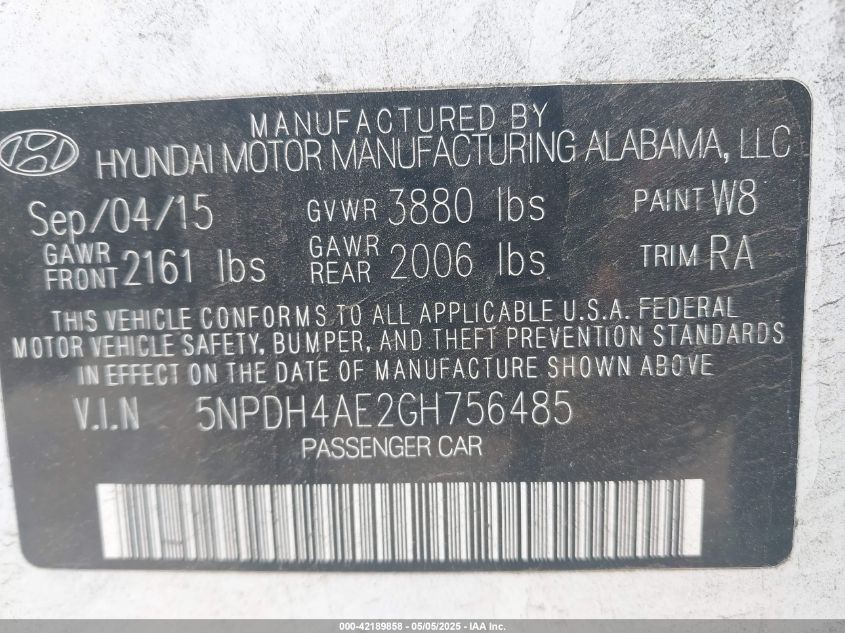 MANUFACTURED BY
HYUNDAI MOTOR MANUFACTURING ALABAMA, LLC
Sep/04/15 GVWR 3880 lbs PAINT W8
GAWR FRONT 2161 lbs GAWR REAR 2006 lbs TRIM RA
THIS VEHICLE CONFORMS TO ALL APPLICABLE U.S.A. FEDERAL
MOTOR VEHICLE SAFETY, BUMPER, AND THEFT PREVENTION STANDARDS
IN EFFECT ON THE DATE OF MANUFACTURE SHOWN ABOVE
V.I.N 5NPDH4AE2GH756485
PASSENGER CAR
000-42189858 - 05/05/2025 - IAA Inc.